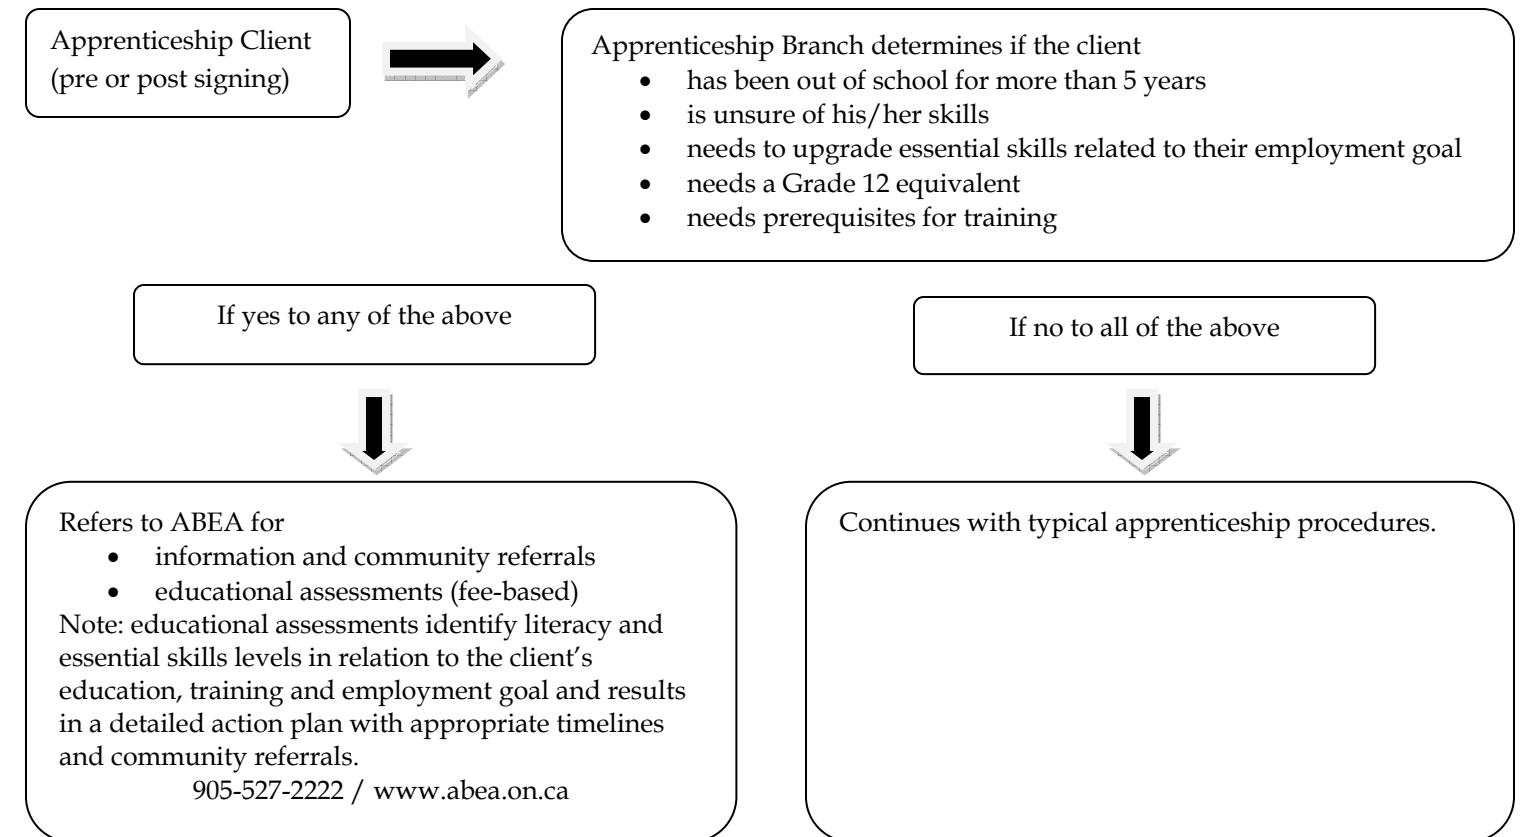 Apprenticeship Client
(pre or post signing)
Apprenticeship Branch determines if the client
• has been out of school for more than 5 years
• is unsure of his/her skills
• needs to upgrade essential skills related to their employment goal
• needs a Grade 12 equivalent
• needs prerequisites for training
If yes to any of the above
If no to all of the above
Refers to ABEA for
• information and community referrals
• educational assessments (fee-based)
Note: educational assessments identify literacy and
essential skills levels in relation to the client’s
education, training and employment goal and results
in a detailed action plan with appropriate timelines
and community referrals.
905-527-2222 / www.abea.on.ca
Continues with typical apprenticeship procedures.